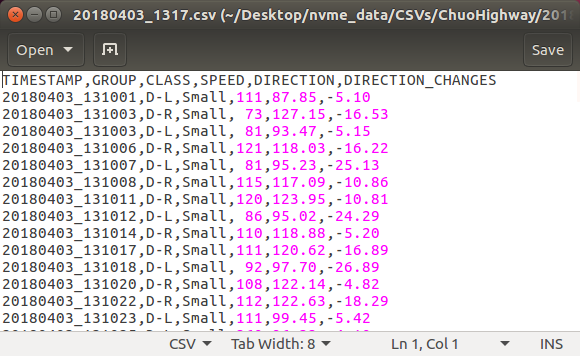 20180403_1317.csv (~/Desktop/nvme_data/CSVs/ChuoHighway/201
Open
Save
TIMESTAMP,GROUP,CLASS,SPEED,DIRECTION,DIRECTION_CHANGES
20180403_131001,D-L,Small,111,87.85,-5.10
20180403_131003,D-R,Small, 73,127.15,-16.53
20180403_131003,D-L,Small, 81,93.47,-5.15
20180403_131006,D-R,Small,121,118.03,-16.22
20180403_131007,D-L,Small, 81,95.23,-25.13
20180403_131008,D-R,Small,115,117.09,-10.86
20180403_131011,D-R,Small,120,123.95,-10.81
20180403_131012,D-L,Small, 86,95.02,-24.29
20180403_131014,D-R,Small,110,118.88,-5.20
20180403_131017,D-R,Small,111,120.62,-16.89
20180403_131018,D-L,Small, 92,97.70,-26.89
20180403_131020,D-R,Small,108,122.14,-4.82
20180403_131022,D-R,Small,112,122.63,-18.29
20180403_131023,D-L,Small,111,99.45,-5.42
CSV
Tab Width: 8
Ln 1, Col 1
INS